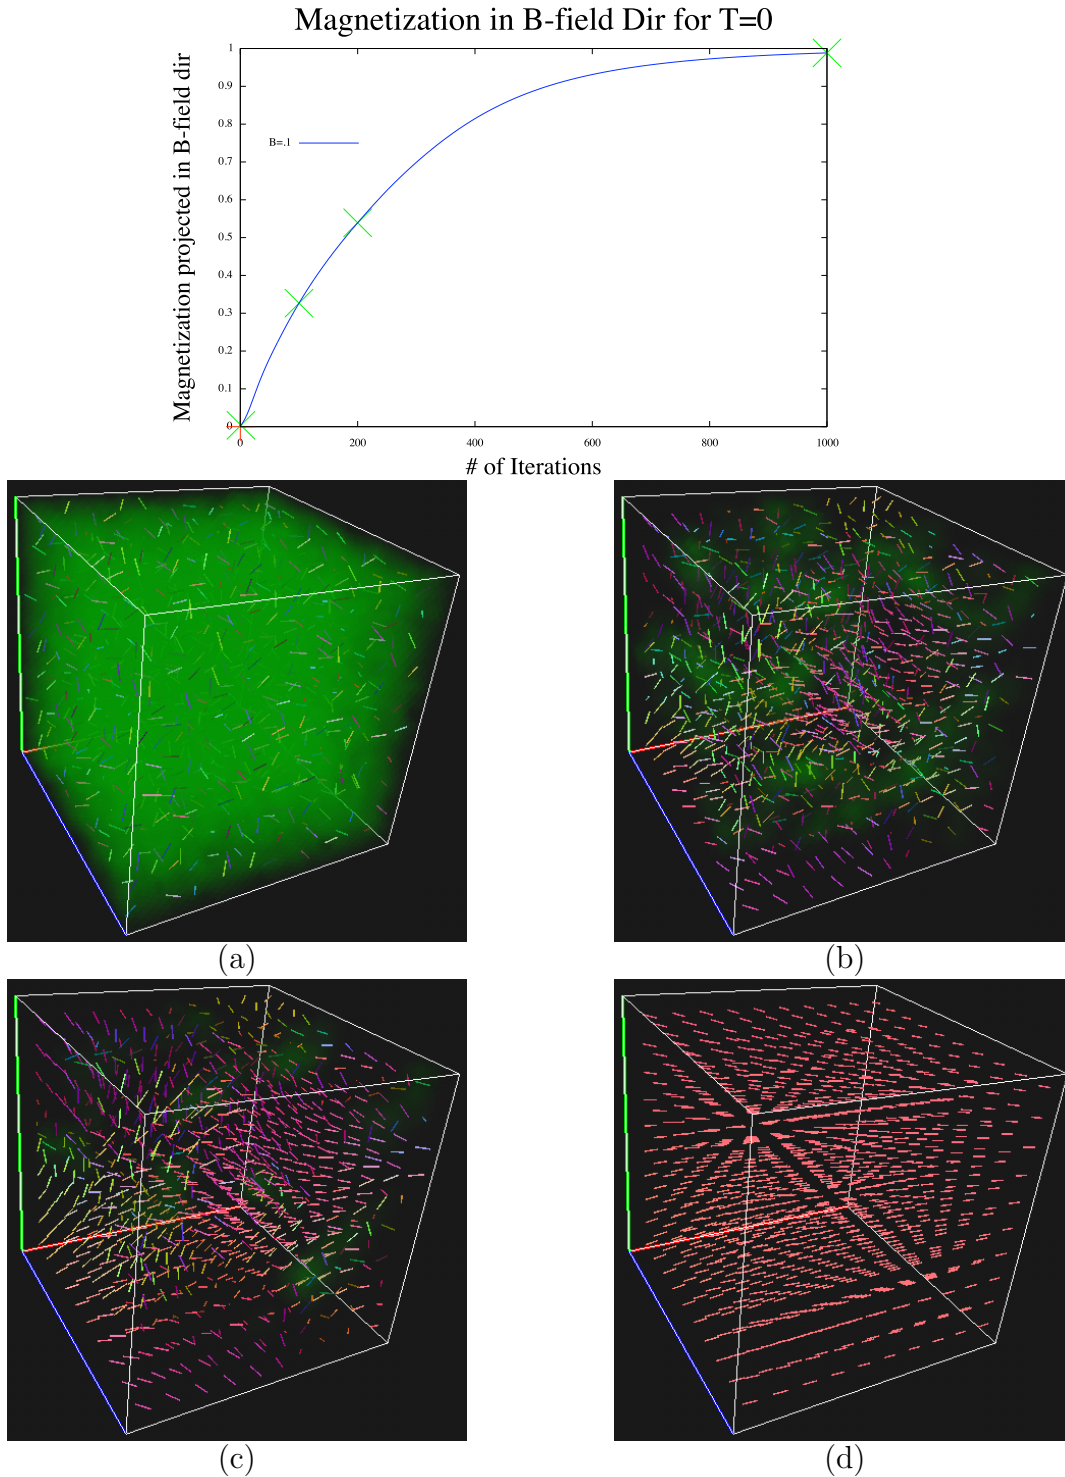 Magnetization in B-field Dir for T=0
Magnetization projected in B-field dir
1
0.9
0.8
0.7
0.6
0.5
0.4
0.3
0.2
0.1
0
B=.1
0 200 400 600 800 1000
# of Iterations
(a) (b)
(c) (d)